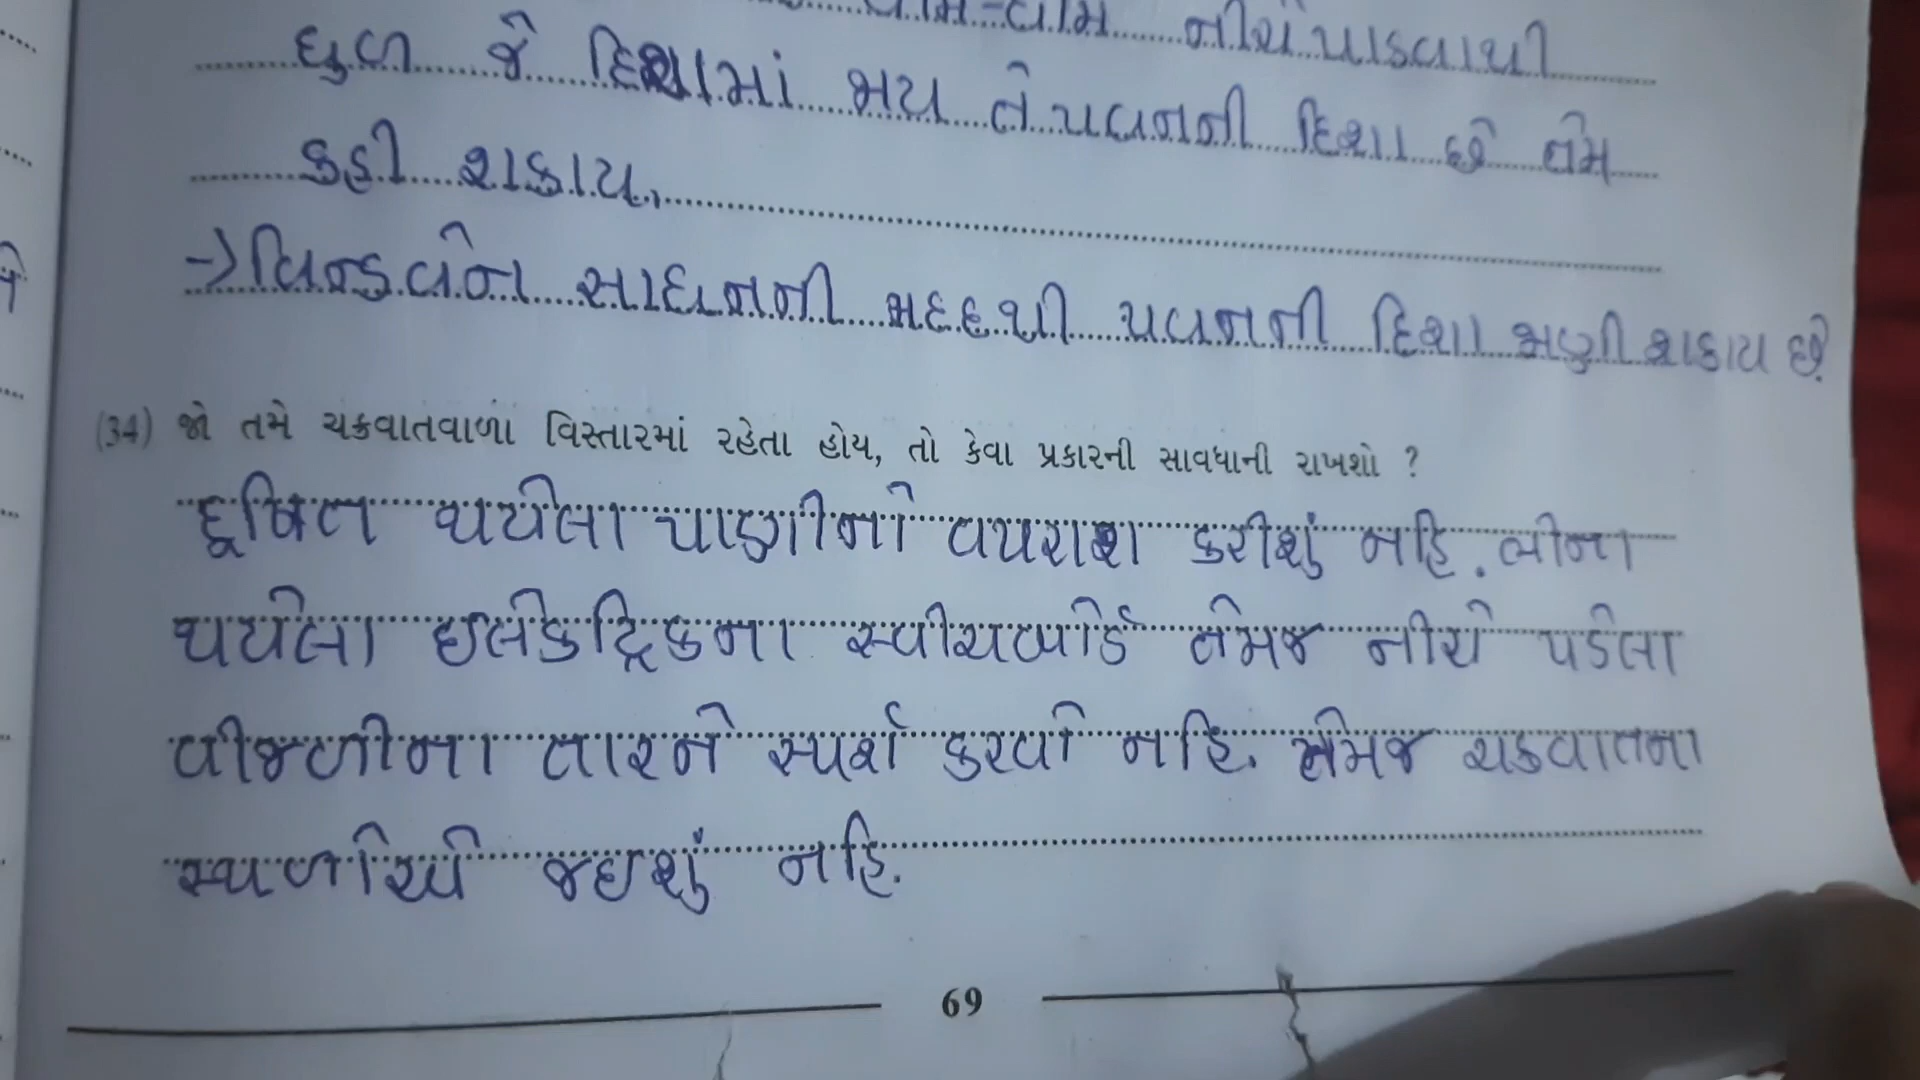 નીચે પાડવાથી
ધુળ જે દિશામાં જાય તે પવનની દિશા છે તેમ
કહી શકાય.
→ વિન્ડવેન સાધનની મદદથી પવનની દિશા જાણી શકાય છે.
(34) જો તમે ચક્રવાતવાળા વિસ્તારમાં રહેતા હોય, તો કેવા પ્રકારની સાવધાની રાખશો ?
દૂષિત થયેલા પાણીનો વપરાશ કરીશું નહિ. ભીના
થયેલા ઇલેકટ્રિકના સ્વીચબોર્ડ તેમજ નીચે પડેલા
વીજળીના તારને સ્પર્શ કરવો નહિ. તેમજ ચક્રવાતના
સ્થળોએ જઇશું નહિ.
69